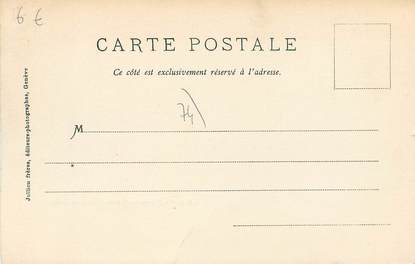 6 €
CARTE POSTALE
Ce côté est exclusivement réservé à l'adresse.
74
M
Jullien frères, éditeurs-photographes, Genève